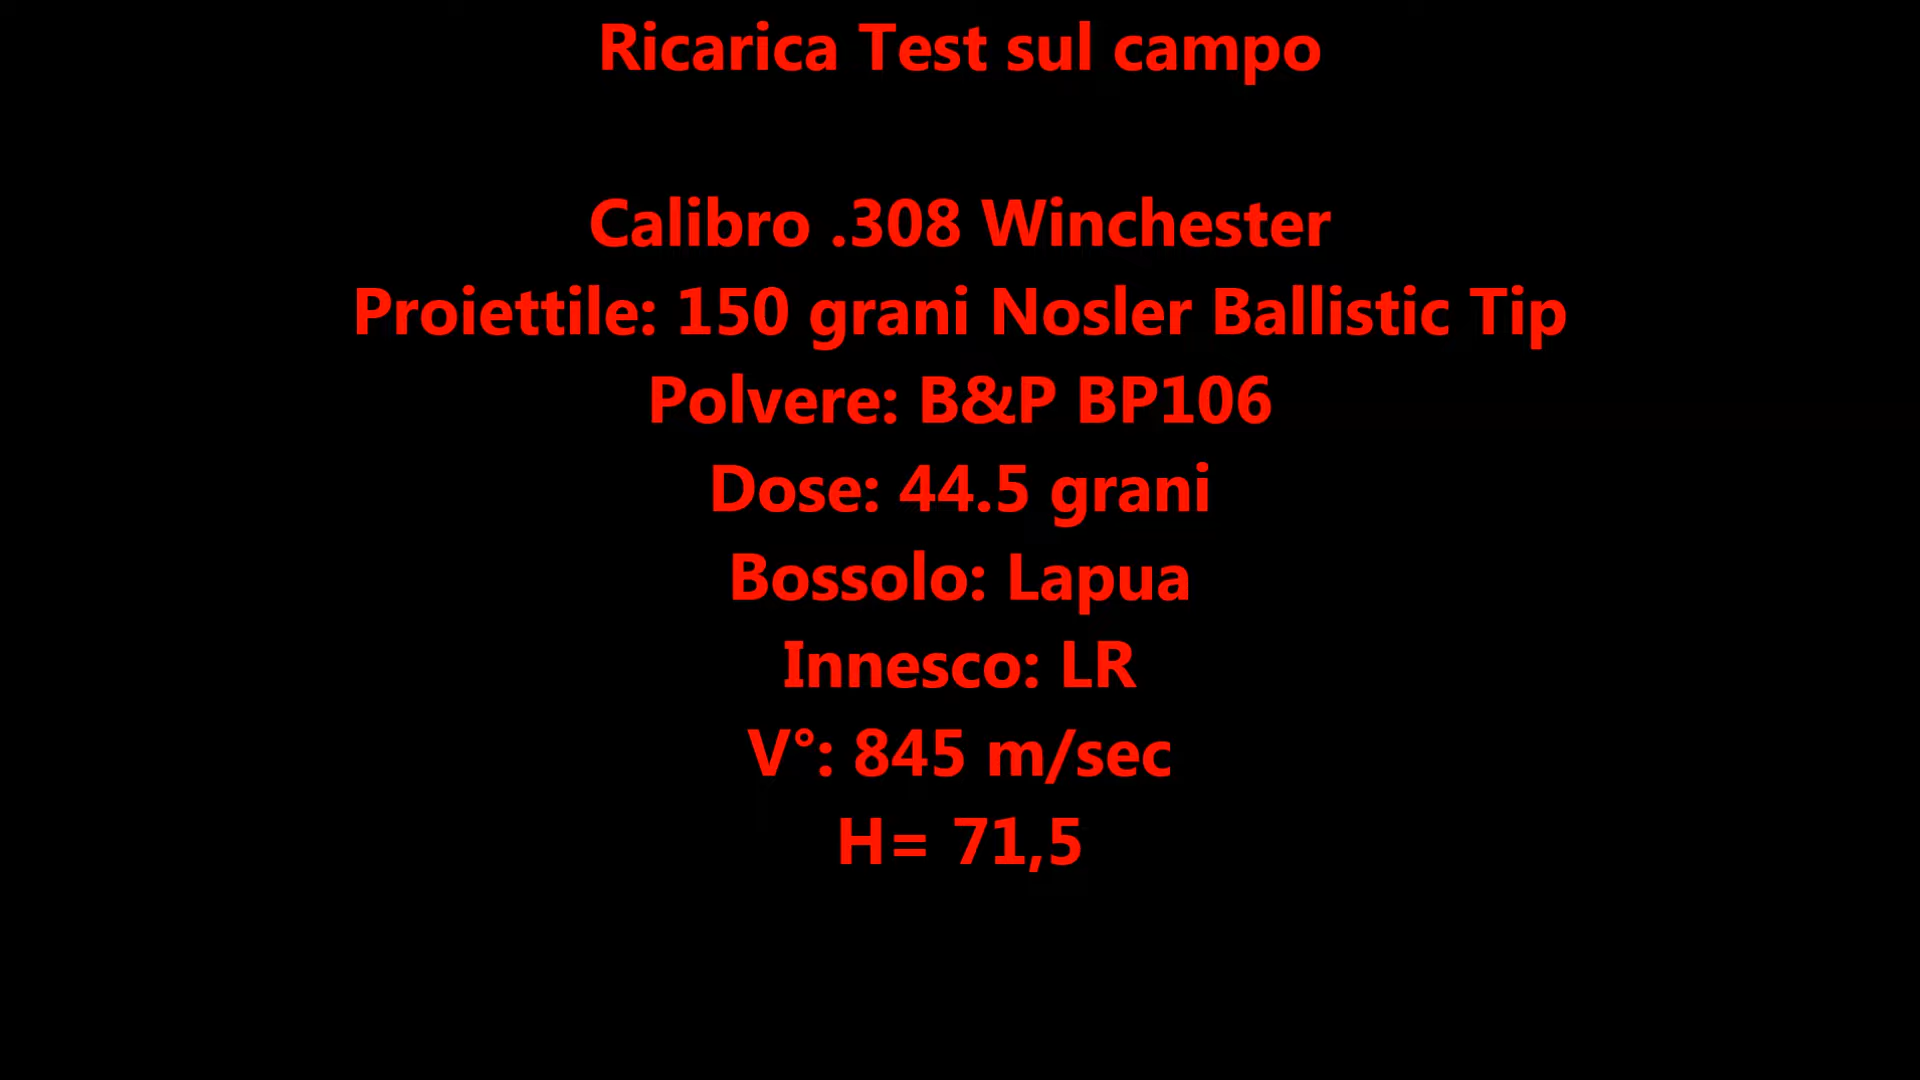 Ricarica Test sul campo
Calibro .308 Winchester
Proiettile: 150 grani Nosler Ballistic Tip
Polvere: B&P BP106
Dose: 44.5 grani
Bossolo: Lapua
Innesco: LR
V°: 845 m/sec
H= 71,5